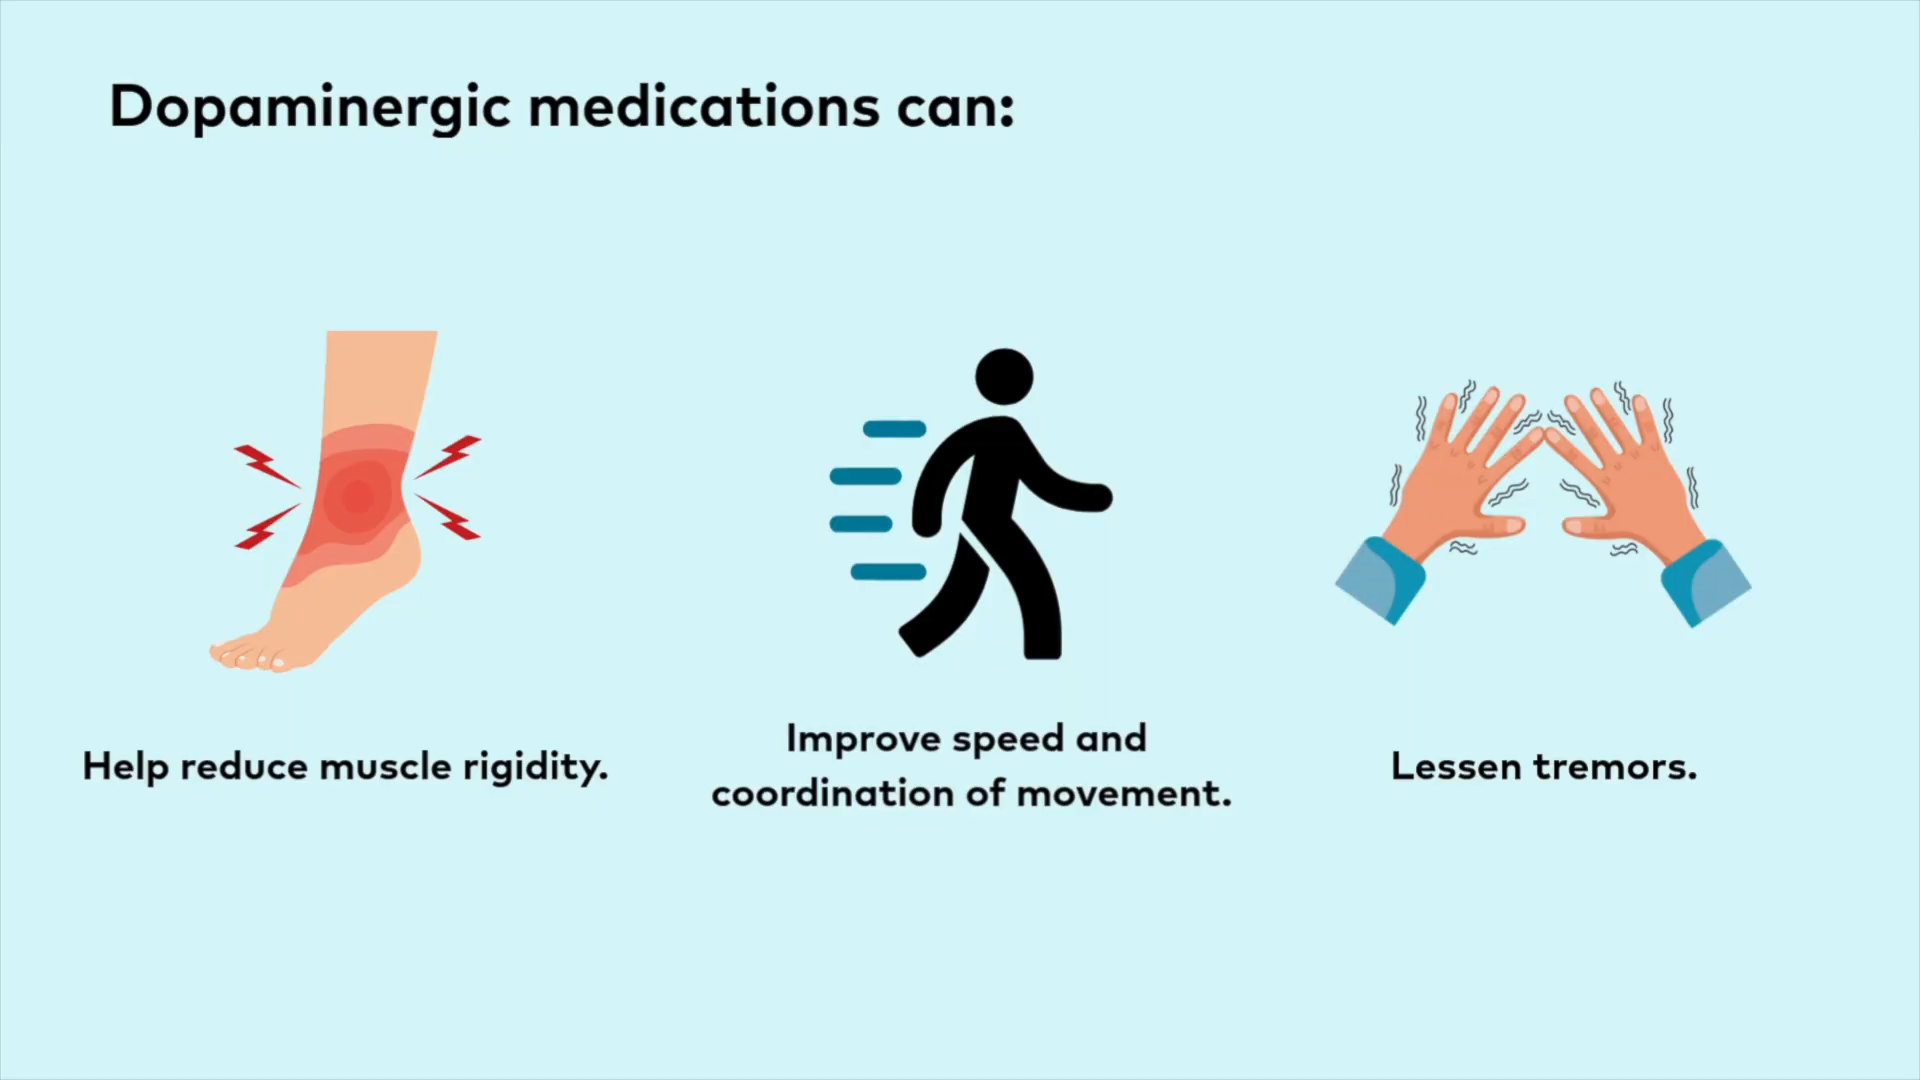 Dopaminergic medications can:
Help reduce muscle rigidity.
Improve speed and
coordination of movement.
Lessen tremors.